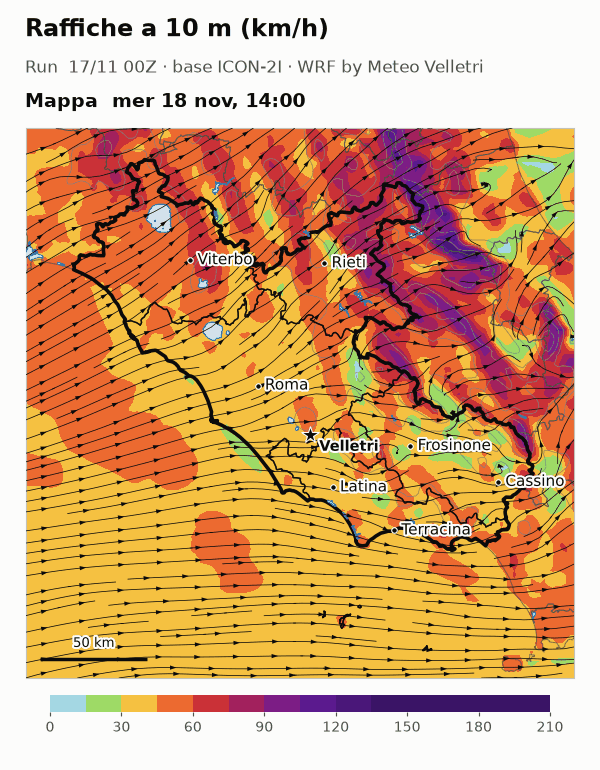 Raffiche a 10 m (km/h)
Run  17/11 00Z · base ICON-2I · WRF by Meteo Velletri
Mappa  mer 18 nov, 14:00
Viterbo
Rieti
Roma
Velletri
Frosinone
Cassino
Latina
Terracina
50 km
0 30 60 90 120 150 180 210